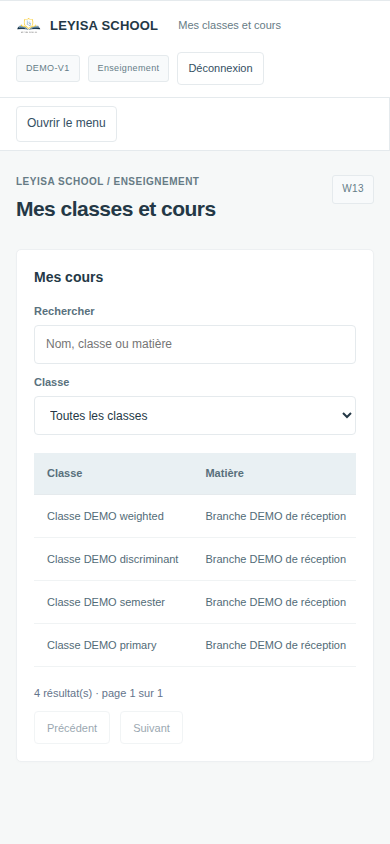 LEYISA SCHOOL
Mes classes et cours
DEMO-V1
Enseignement
Déconnexion
Ouvrir le menu
LEYISA SCHOOL / ENSEIGNEMENT
W13
Mes classes et cours
Mes cours
Rechercher
Nom, classe ou matière
Classe
Toutes les classes
Classe Matière
Classe DEMO weighted Branche DEMO de réception
Classe DEMO discriminant Branche DEMO de réception
Classe DEMO semester Branche DEMO de réception
Classe DEMO primary Branche DEMO de réception
4 résultat(s) · page 1 sur 1
Précédent Suivant